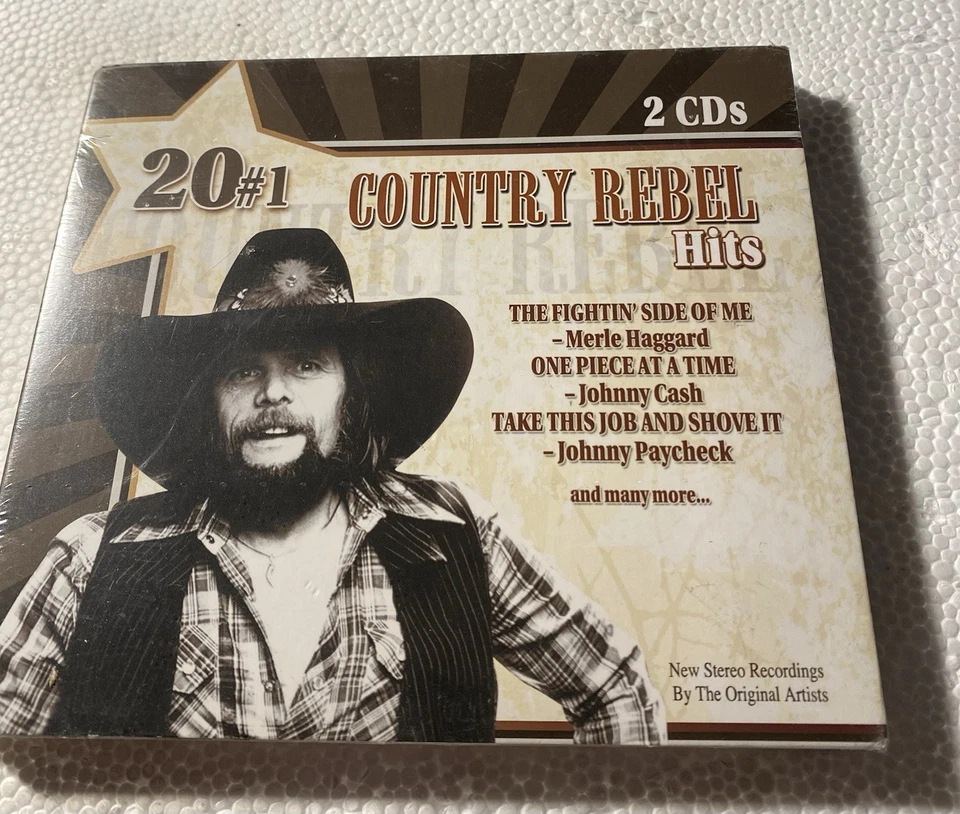 2 CDs
20#1
COUNTRY REBEL
Hits
THE FIGHTIN' SIDE OF ME
– Merle Haggard
ONE PIECE AT A TIME
– Johnny Cash
TAKE THIS JOB AND SHOVE IT
– Johnny Paycheck
and many more...
New Stereo Recordings
By The Original Artists